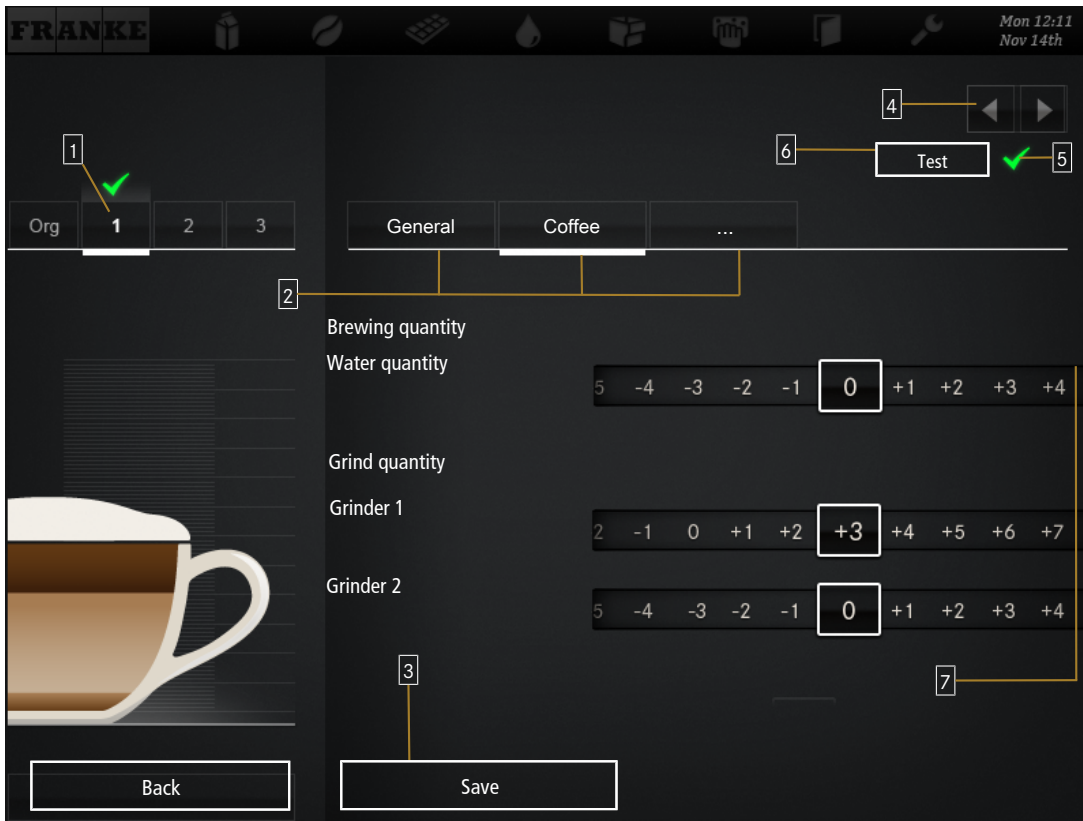 FRANKE
Mon 12:11
Nov 14th
4
1
6
Test
5
Org 1 2 3
General Coffee ...
2
Brewing quantity
Water quantity
5 -4 -3 -2 -1 0 +1 +2 +3 +4
Grind quantity
Grinder 1
2 -1 0 +1 +2 +3 +4 +5 +6 +7
Grinder 2
5 -4 -3 -2 -1 0 +1 +2 +3 +4
3
7
Back
Save